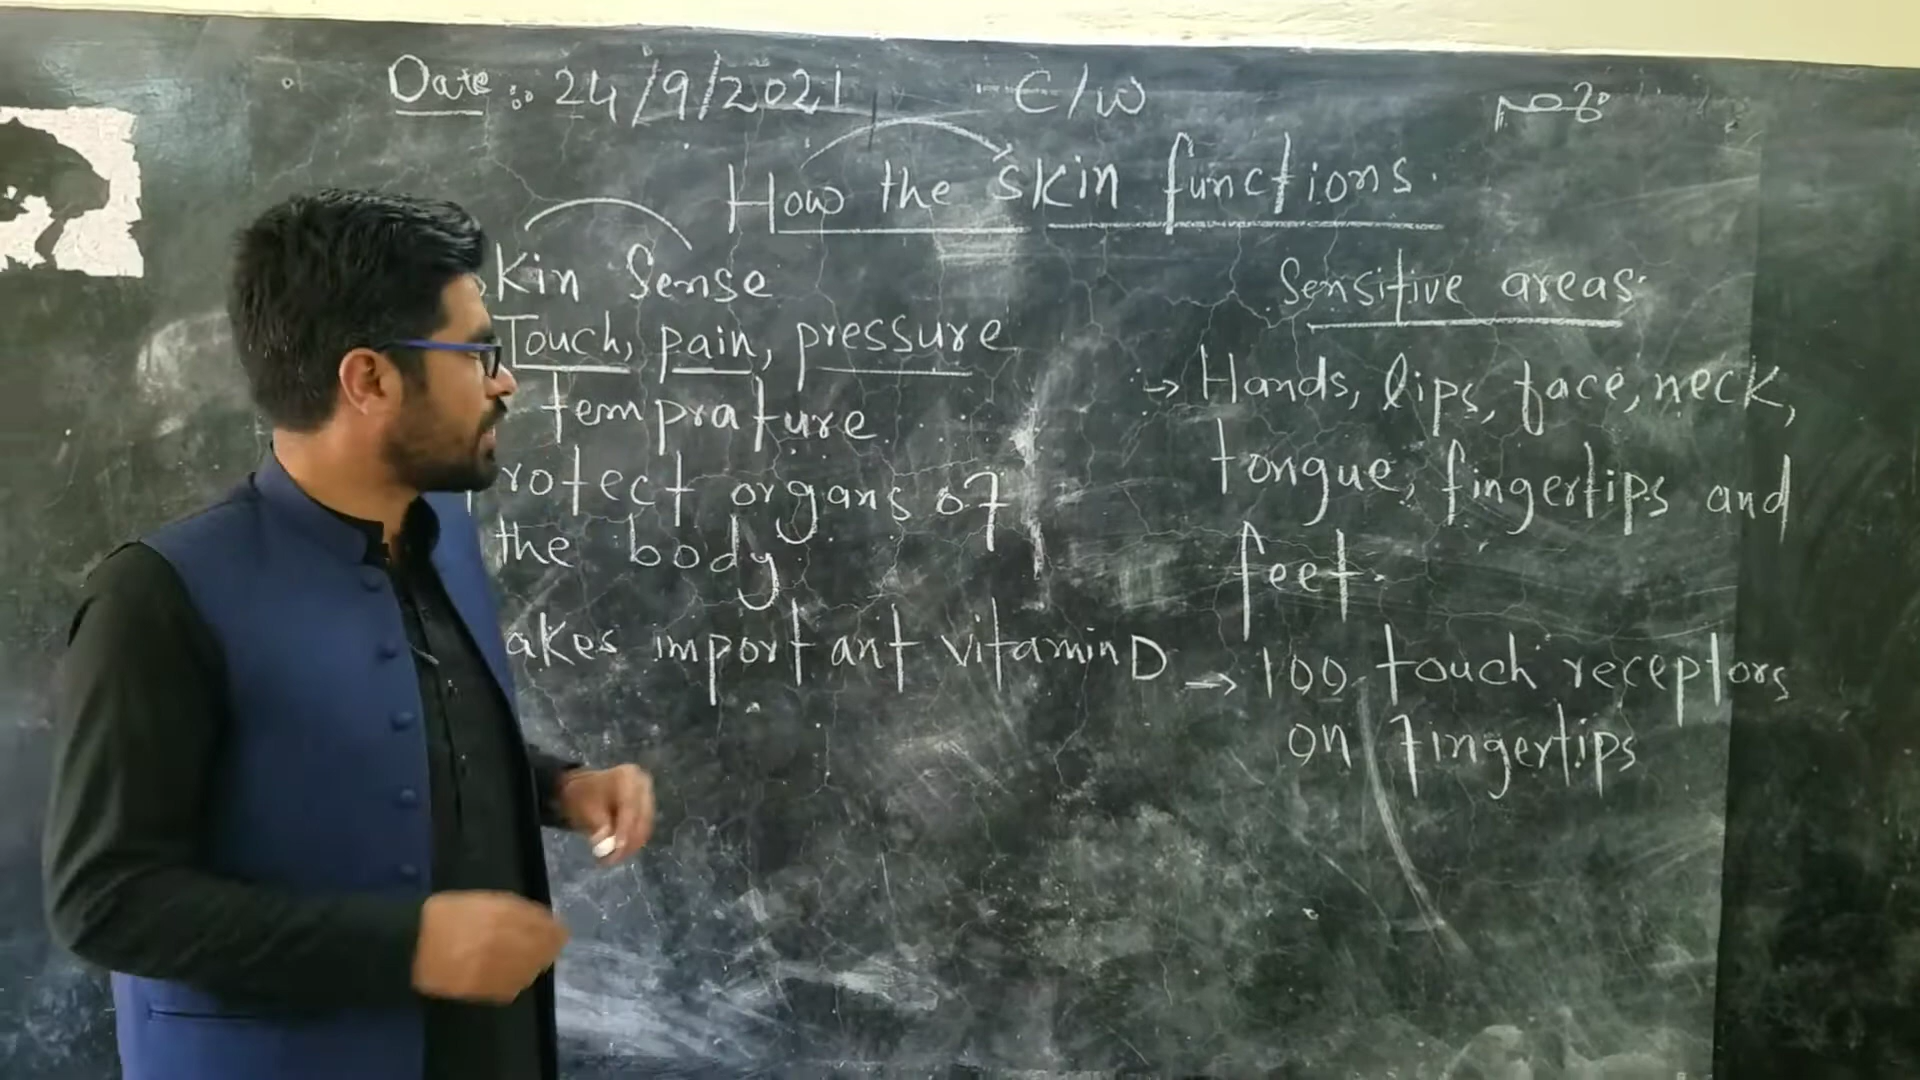 Date: 24/9/2021
C/W
How the skin functions.
Skin Sense
Touch, pain, pressure
temprature
rotect organs of
the body
akes important vitamin D
Sensitive areas.
→ Hands, lips, face, neck,
tongue, fingertips and
feet.
→ 100 touch receptors
on fingertips